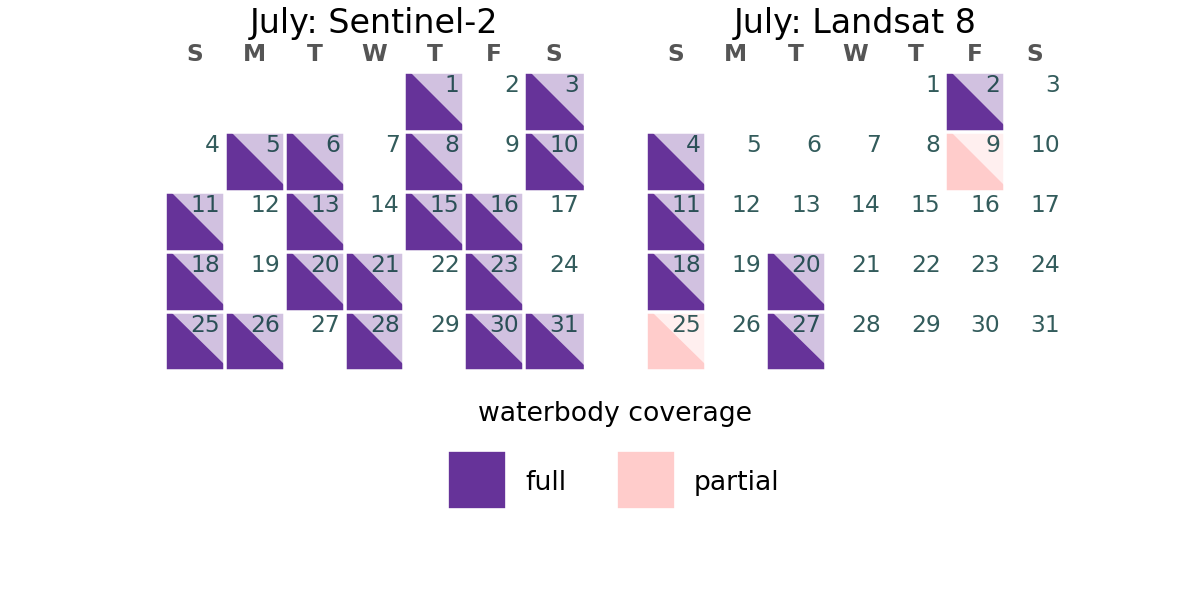 July: Sentinel-2
S M T W T F S
1 2 3
4 5 6 7 8 9 10
11 12 13 14 15 16 17
18 19 20 21 22 23 24
25 26 27 28 29 30 31
July: Landsat 8
S M T W T F S
1 2 3
4 5 6 7 8 9 10
11 12 13 14 15 16 17
18 19 20 21 22 23 24
25 26 27 28 29 30 31
waterbody coverage
full
partial